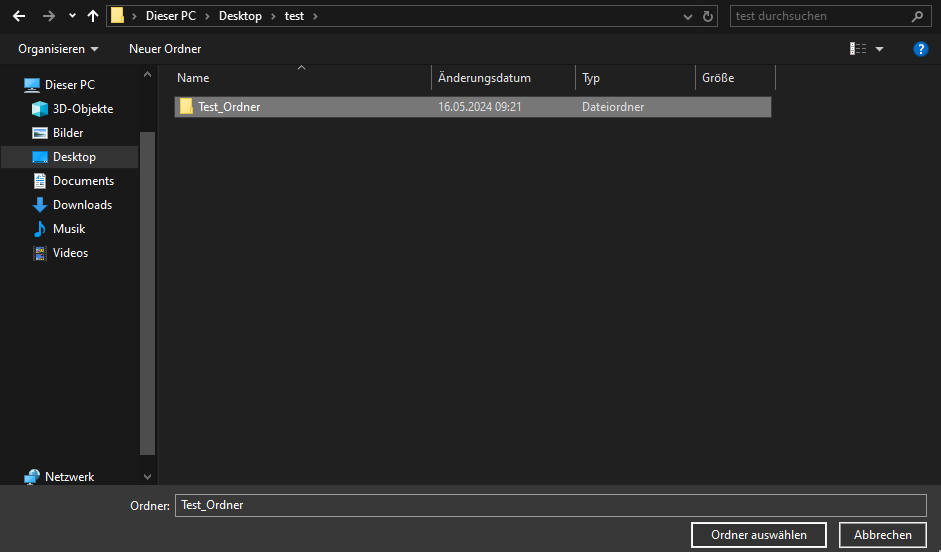 Dieser PC Desktop test test durchsuchen
Organisieren Neuer Ordner ?
Name Änderungsdatum Typ Größe
Test_Ordner 16.05.2024 09:21 Dateiordner
Dieser PC
3D-Objekte
Bilder
Desktop
Documents
Downloads
Musik
Videos
Netzwerk
Ordner: Test_Ordner
Ordner auswählen Abbrechen